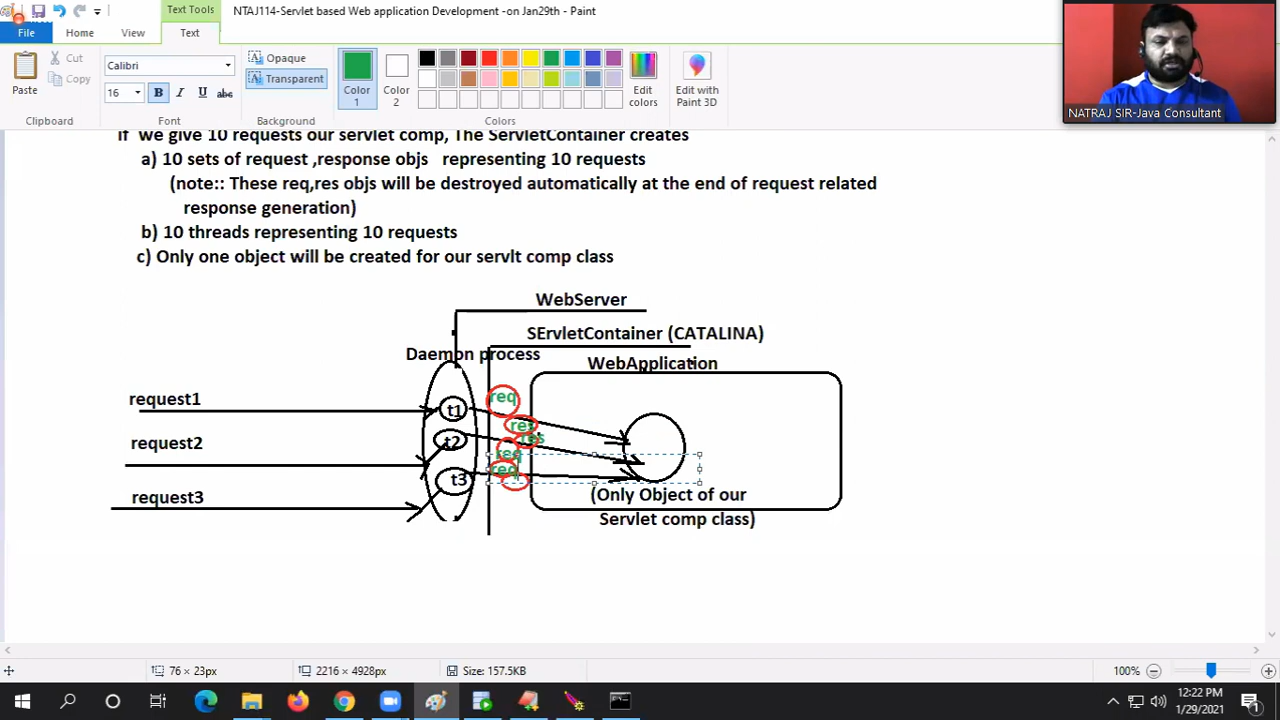 Text Tools
NTAJ114-Servlet based Web application Development -on Jan29th - Paint
File
Home
View
Text
Paste
Cut
Copy
Clipboard
Calibri
16
B
I
U
abc
Font
Opaque
Transparent
Background
Color 1
Color 2
Edit colors
Edit with Paint 3D
Colors
NATRAJ SIR-Java Consultant
If we give 10 requests our servlet comp, The ServletContainer creates
a) 10 sets of request ,response objs representing 10 requests
(note:: These req,res objs will be destroyed automatically at the end of request related
response generation)
b) 10 threads representing 10 requests
c) Only one object will be created for our servlt comp class
WebServer
SErvletContainer (CATALINA)
Daemon process
WebApplication
request1
t1
req
res
request2
t2
res
req
request3
t3
req
(Only Object of our
Servlet comp class)
76 × 23px
2216 × 4928px
Size: 157.5KB
100%
12:22 PM
1/29/2021
1